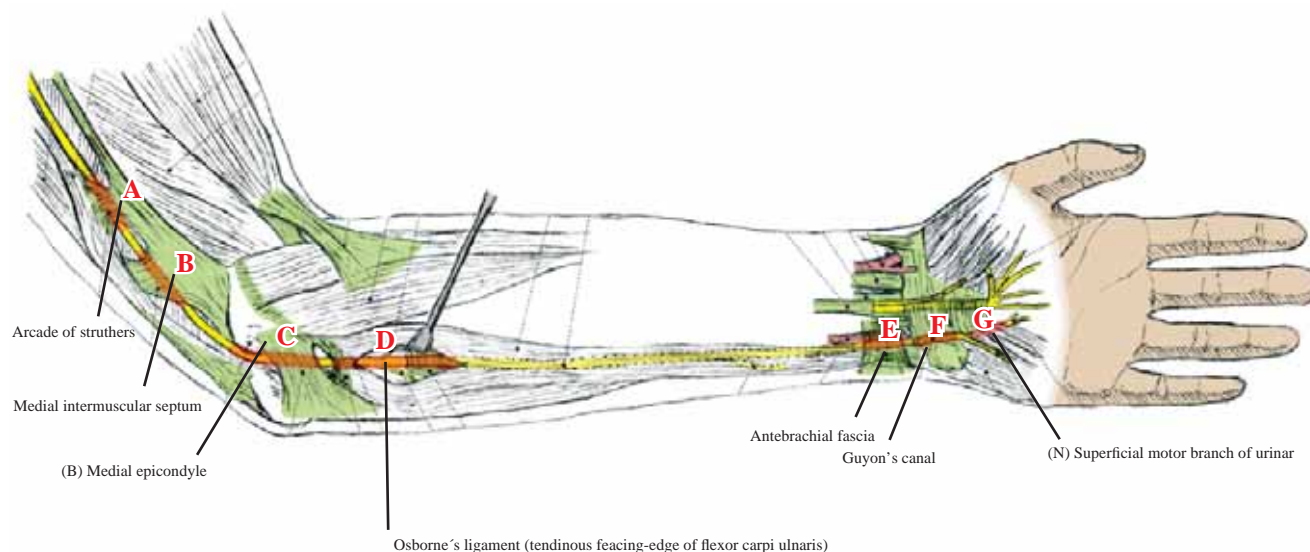 A
B
Arcade of struthers
C
D
E
F
G
Medial intermuscular septum
Antebrachial fascia
Guyon's canal
(N) Superficial motor branch of urinar
(B) Medial epicondyle
Osborne´s ligament (tendinous feacing-edge of flexor carpi ulnaris)